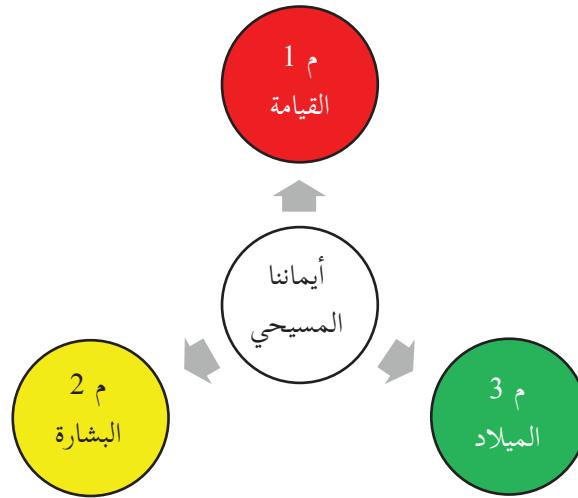 م 1
القيامة
أيماننا
المسيحي
م 2
البشارة
م 3
الميلاد